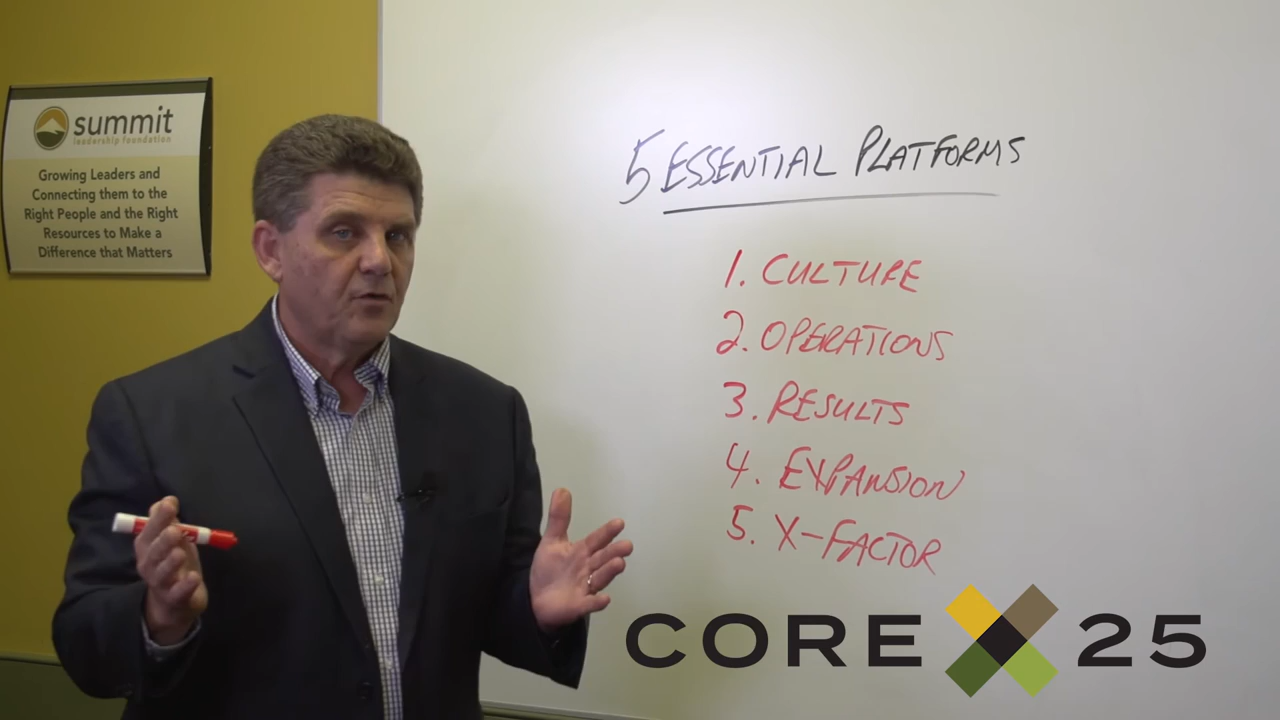 summit
leadership foundation
Growing Leaders and
Connecting them to the
Right People and the Right
Resources to Make a
Difference that Matters
5 ESSENTIAL PLATFORMS
1. CULTURE
2. OPERATIONS
3. RESULTS
4. EXPANSION
5. X-FACTOR
CORE X 25